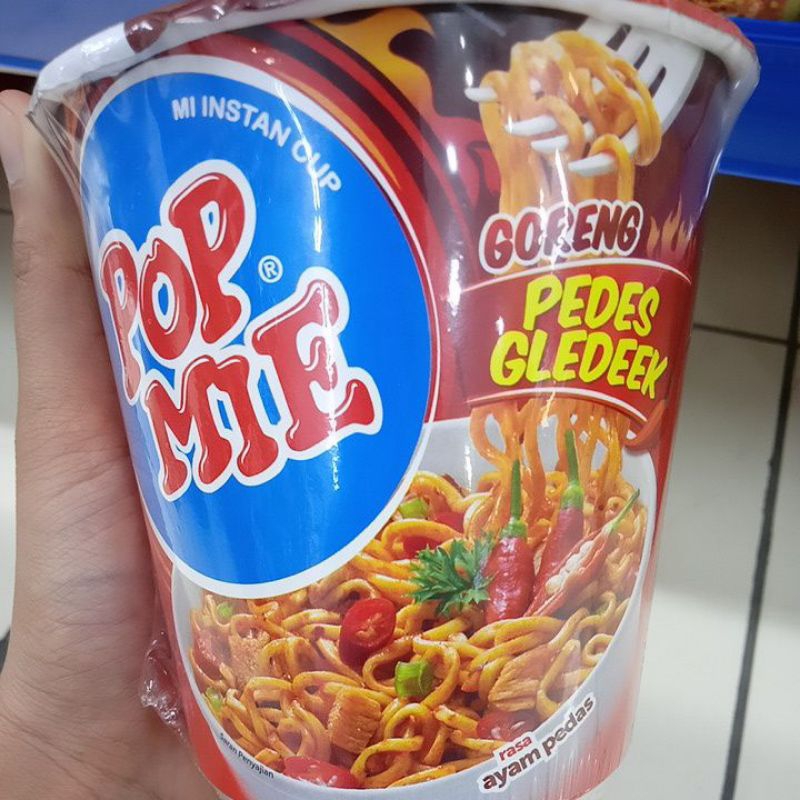 MI INSTAN CUP
POP
MIE
®
GORENG
PEDES
GLEDEEK
rasa
ayam pedas
Saran Penyajian